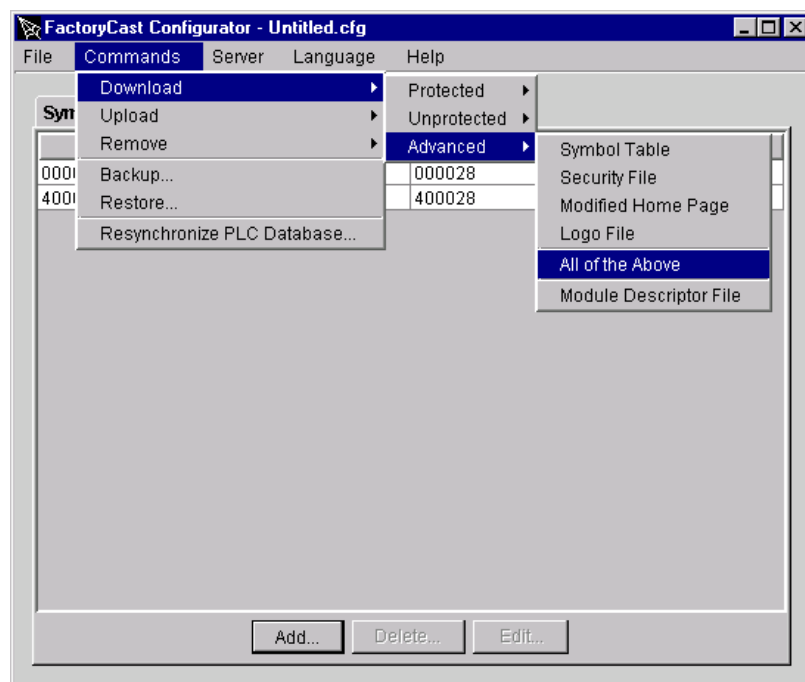 FactoryCast Configurator - Untitled.cfg
File Commands Server Language Help
Download
Upload
Remove
Backup...
Restore...
Resynchronize PLC Database...
Protected
Unprotected
Advanced
Symbol Table
Security File
Modified Home Page
Logo File
All of the Above
Module Descriptor File
000028
400028
Add... Delete... Edit...